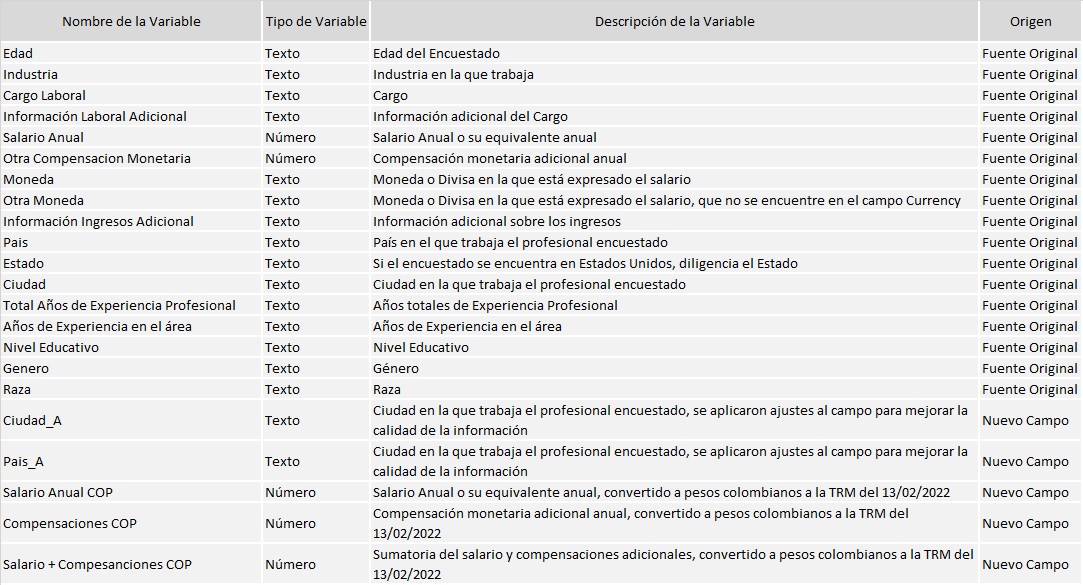 Nombre de la Variable Tipo de Variable Descripción de la Variable Origen
Edad Texto Edad del Encuestado Fuente Original
Industria Texto Industria en la que trabaja Fuente Original
Cargo Laboral Texto Cargo Fuente Original
Información Laboral Adicional Texto Información adicional del Cargo Fuente Original
Salario Anual Número Salario Anual o su equivalente anual Fuente Original
Otra Compensacion Monetaria Número Compensación monetaria adicional anual Fuente Original
Moneda Texto Moneda o Divisa en la que está expresado el salario Fuente Original
Otra Moneda Texto Moneda o Divisa en la que está expresado el salario, que no se encuentre en el campo Currency Fuente Original
Información Ingresos Adicional Texto Información adicional sobre los ingresos Fuente Original
Pais Texto País en el que trabaja el profesional encuestado Fuente Original
Estado Texto Si el encuestado se encuentra en Estados Unidos, diligencia el Estado Fuente Original
Ciudad Texto Ciudad en la que trabaja el profesional encuestado Fuente Original
Total Años de Experiencia Profesional Texto Años totales de Experiencia Profesional Fuente Original
Años de Experiencia en el área Texto Años de Experiencia en el área Fuente Original
Nivel Educativo Texto Nivel Educativo Fuente Original
Genero Texto Género Fuente Original
Raza Texto Raza Fuente Original
Ciudad_A Texto Ciudad en la que trabaja el profesional encuestado, se aplicaron ajustes al campo para mejorar la
calidad de la información Nuevo Campo
Pais_A Texto Ciudad en la que trabaja el profesional encuestado, se aplicaron ajustes al campo para mejorar la
calidad de la información Nuevo Campo
Salario Anual COP Número Salario Anual o su equivalente anual, convertido a pesos colombianos a la TRM del 13/02/2022 Nuevo Campo
Compensaciones COP Número Compensación monetaria adicional anual, convertido a pesos colombianos a la TRM del
13/02/2022 Nuevo Campo
Salario + Compesanciones COP Número Sumatoria del salario y compensaciones adicionales, convertido a pesos colombianos a la TRM del
13/02/2022 Nuevo Campo